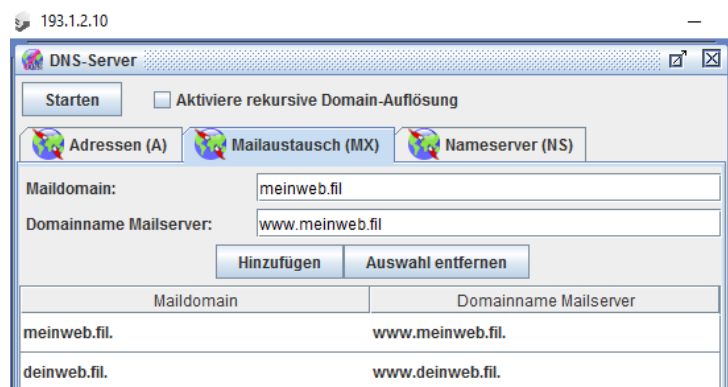 193.1.2.10
DNS-Server
Starten Aktiviere rekursive Domain-Auflösung
Adressen (A) Mailaustausch (MX) Nameserver (NS)
Maildomain: meinweb.fil
Domainname Mailserver: www.meinweb.fil
Hinzufügen Auswahl entfernen
Maildomain Domainname Mailserver
meinweb.fil. www.meinweb.fil.
deinweb.fil. www.deinweb.fil.